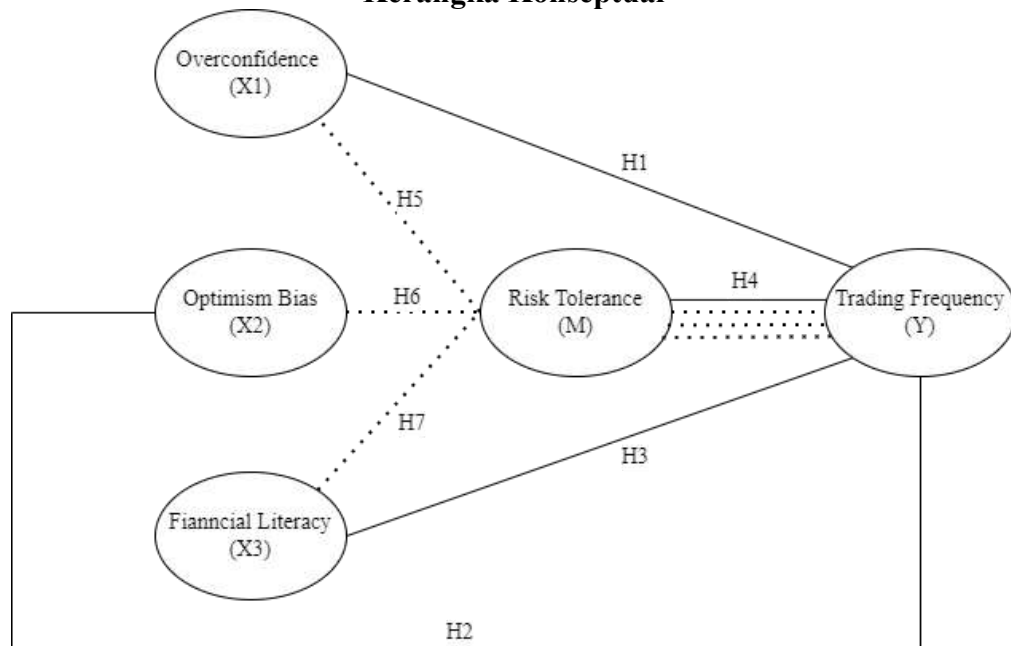 Kerangka Konseptual
Overconfidence
(X1)
H1
H5
Optimism Bias
(X2)
H6
Risk Tolerance
(M)
H4
Trading Frequency
(Y)
H7
H3
Fianncial Literacy
(X3)
H2